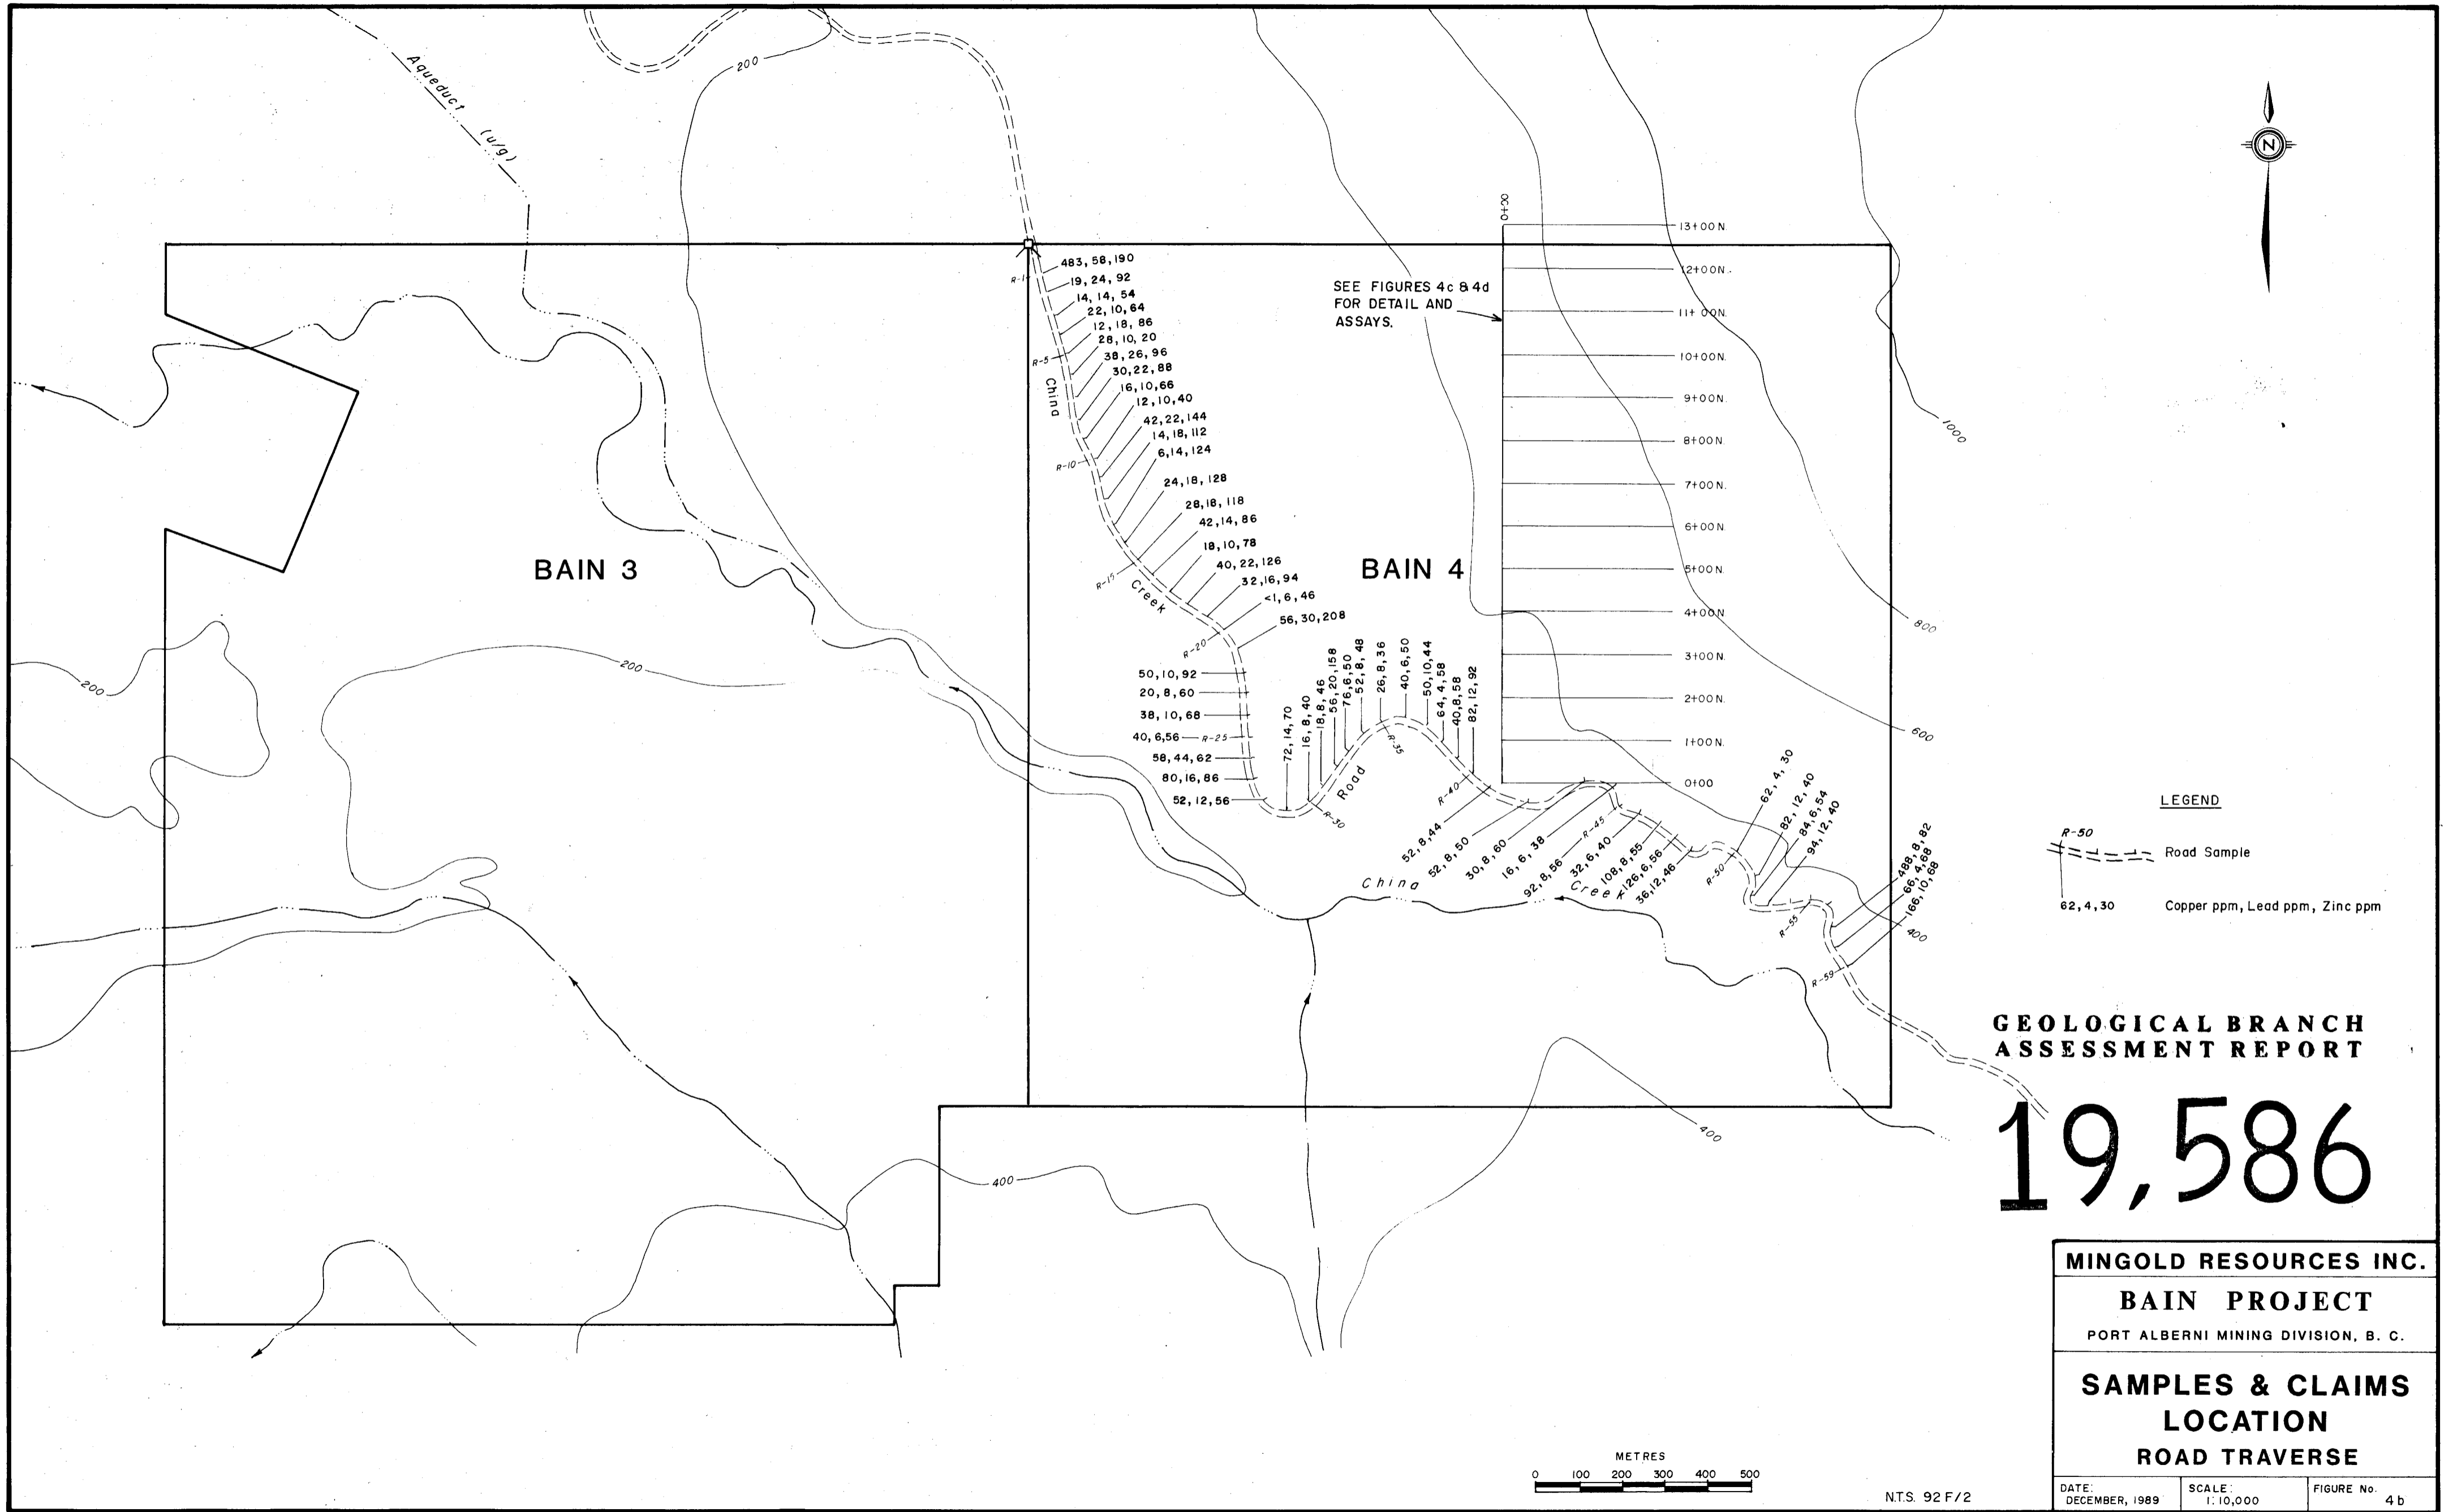 Aqueduct
(u/g)
200
0+00
13+00 N.
12+00 N.
11+00 N.
10+00 N.
9+00 N.
8+00 N.
7+00 N.
6+00 N
5+00 N.
4+00 N
3+00 N.
2+00 N.
1+00 N.
0+00
SEE FIGURES 4c & 4d
FOR DETAIL AND
ASSAYS.
N
R-1
483, 58, 190
19, 24, 92
14, 14, 54
22, 10, 64
12, 18, 86
R-5
28, 10, 20
38, 26, 96
30, 22, 88
16, 10, 66
12, 10, 40
R-10
42, 22, 144
14, 18, 112
6, 14, 124
24, 18, 128
28, 18, 118
R-15
42, 14, 86
18, 10, 78
40, 22, 126
32, 16, 94
<1, 6, 46
R-20
56, 30, 208
China
Creek
Road
BAIN 3
BAIN 4
1000
800
600
400
200
200
50, 10, 92
20, 8, 60
38, 10, 68
40, 6, 56
R-25
58, 44, 62
80, 16, 86
52, 12, 56
72, 14, 70
16, 8, 40
R-30
18, 8, 46
56, 20, 158
76, 6, 50
52, 8, 48
26, 8, 36
R-35
40, 6, 50
50, 10, 44
64, 4, 58
40, 8, 58
82, 12, 92
R-40
52, 8, 44
52, 8, 50
30, 8, 60
16, 6, 38
92, 8, 56
R-45
32, 6, 40
108, 8, 55
126, 6, 56
36, 12, 46
62, 4, 30
R-50
82, 12, 40
84, 6, 54
94, 12, 40
R-55
488, 8, 82
66, 4, 68
166, 10, 68
R-59
China
Creek
400
400
LEGEND
R-50
Road Sample
62, 4, 30
Copper ppm, Lead ppm, Zinc ppm
GEOLOGICAL BRANCH
ASSESSMENT REPORT
19,586
MINGOLD RESOURCES INC.
BAIN PROJECT
PORT ALBERNI MINING DIVISION, B. C.
SAMPLES & CLAIMS
LOCATION
ROAD TRAVERSE
DATE:
DECEMBER, 1989
SCALE:
1:10,000
FIGURE No.
4b
METRES
0 100 200 300 400 500
N.T.S. 92 F/2